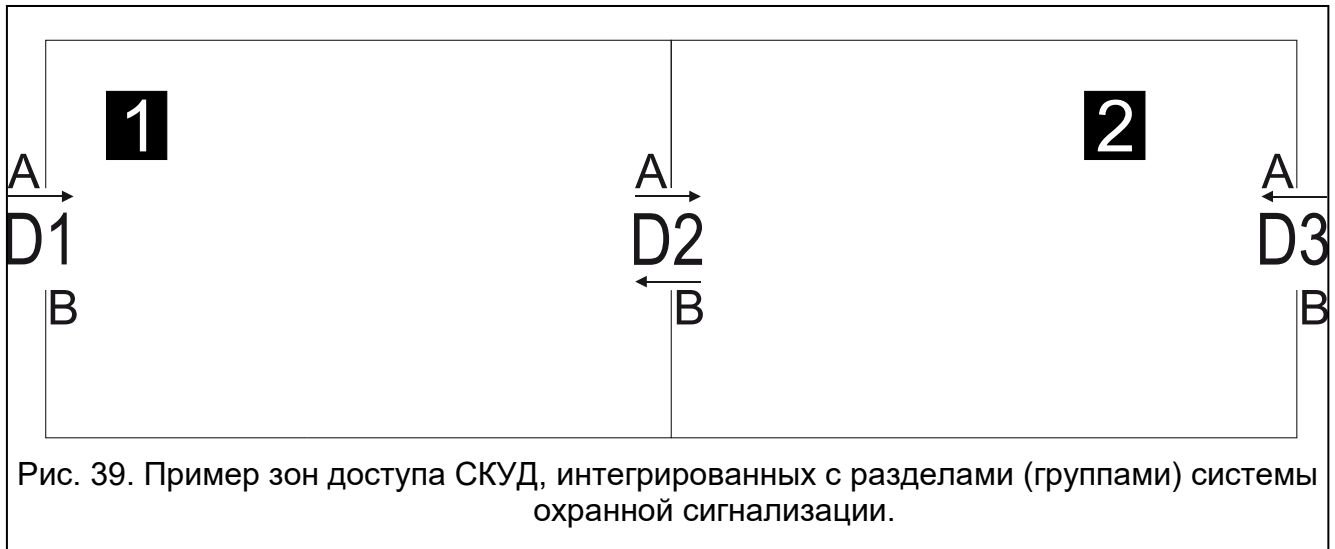 1
2
A
A
A
D1
D2
D3
B
B
B
Рис. 39. Пример зон доступа СКУД, интегрированных с разделами (группами) системы
охранной сигнализации.